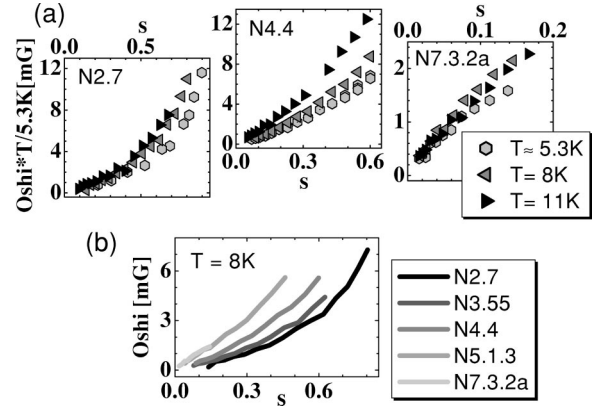 (a)
s
0.0 0.5
N2.7
Oshi*T/5.3K[mG]
12
8
4
0
N4.4
12
8
4
0
0.0 0.3 0.6
s
s
0.0 0.1 0.2
N7.3.2a
2
1
0
T≈ 5.3K
T= 8K
T= 11K
(b)
T = 8K
Oshi [mG]
6
3
0
0.0 0.3 0.6
s
N2.7
N3.55
N4.4
N5.1.3
N7.3.2a